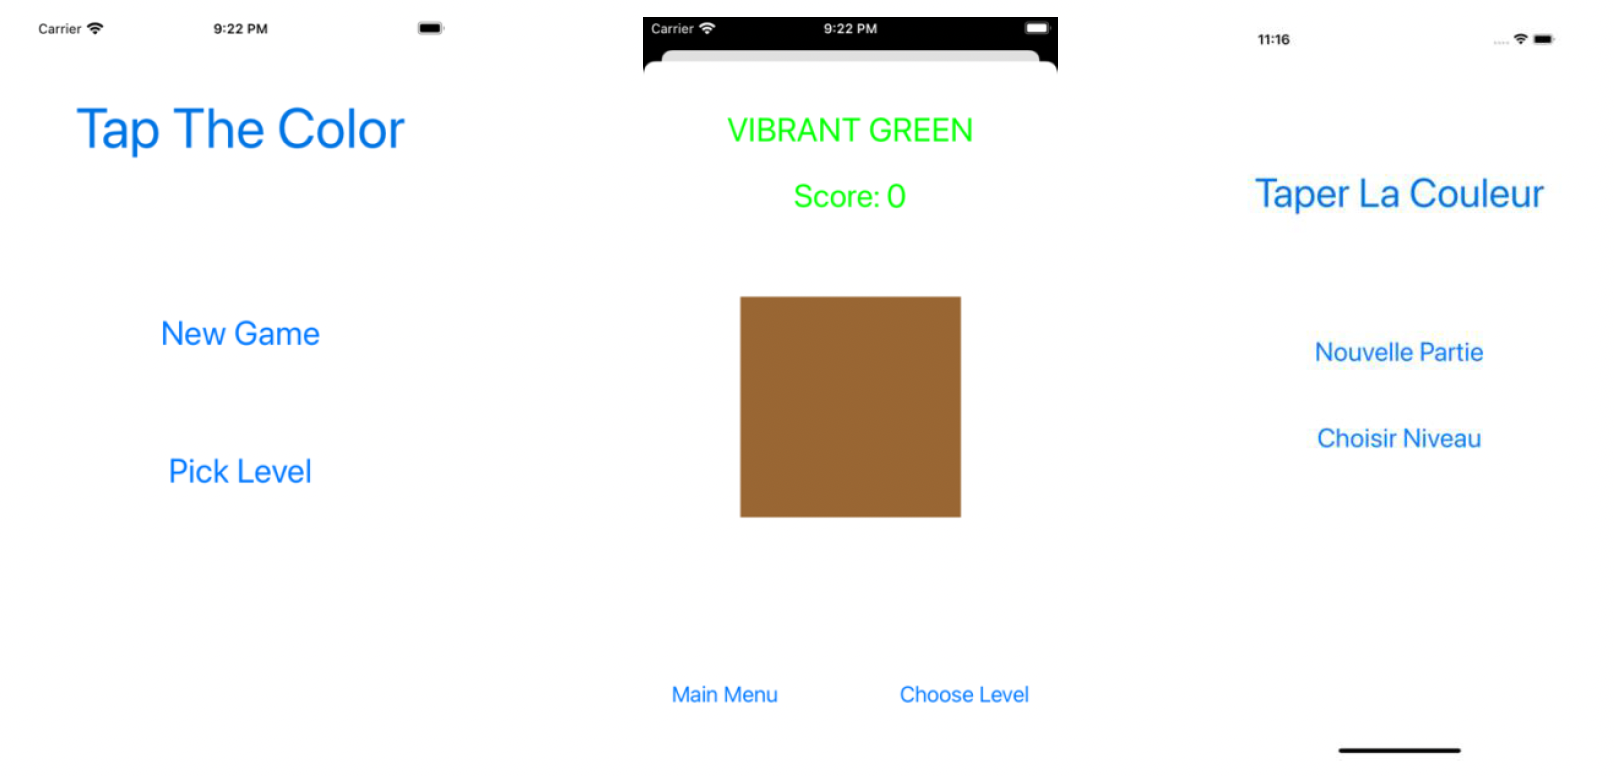 Carrier 9:22 PM
Tap The Color
New Game
Pick Level
Carrier 9:22 PM
VIBRANT GREEN
Score: 0
Main Menu Choose Level
11:16
Taper La Couleur
Nouvelle Partie
Choisir Niveau